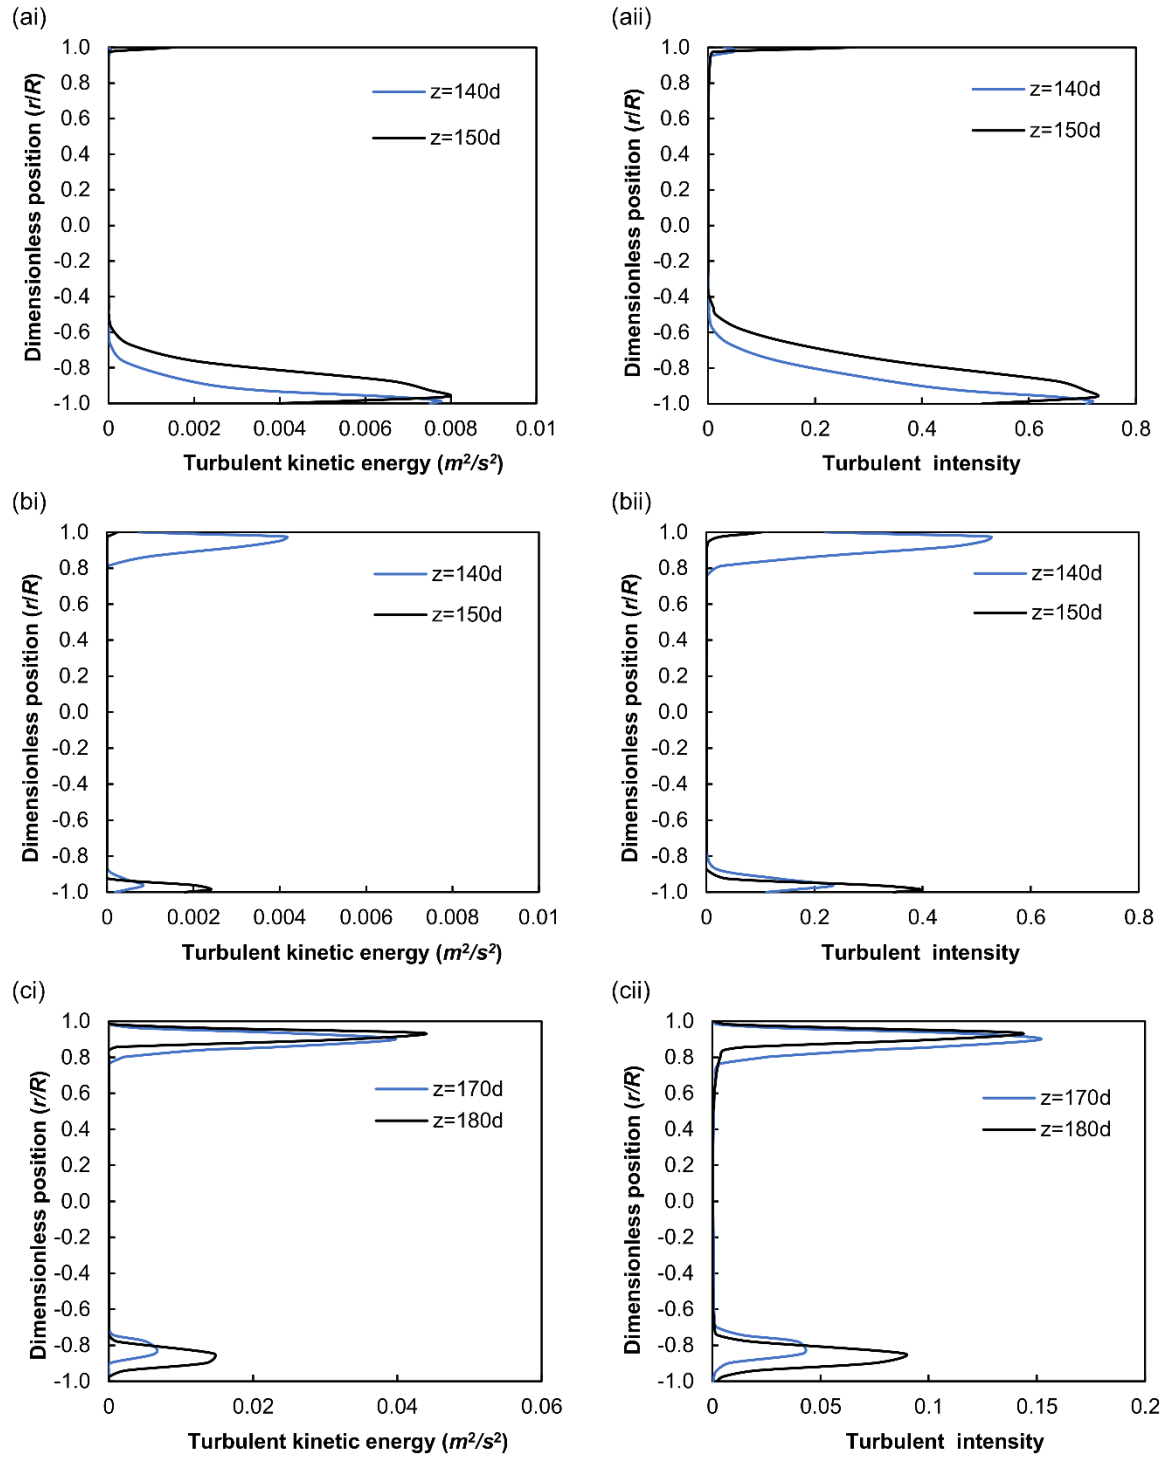 (ai)
1.0
0.8
0.6
0.4
0.2
0.0
-0.2
-0.4
-0.6
-0.8
-1.0
Dimensionless position (r/R)
z=140d
z=150d
0 0.002 0.004 0.006 0.008 0.01
Turbulent kinetic energy (m²/s²)
(aii)
1.0
0.8
0.6
0.4
0.2
0.0
-0.2
-0.4
-0.6
-0.8
-1.0
Dimensionless position (r/R)
z=140d
z=150d
0 0.2 0.4 0.6 0.8
Turbulent intensity
(bi)
1.0
0.8
0.6
0.4
0.2
0.0
-0.2
-0.4
-0.6
-0.8
-1.0
Dimensionless position (r/R)
z=140d
z=150d
0 0.002 0.004 0.006 0.008 0.01
Turbulent kinetic energy (m²/s²)
(bii)
1.0
0.8
0.6
0.4
0.2
0.0
-0.2
-0.4
-0.6
-0.8
-1.0
Dimensionless position (r/R)
z=140d
z=150d
0 0.2 0.4 0.6 0.8
Turbulent intensity
(ci)
1.0
0.8
0.6
0.4
0.2
0.0
-0.2
-0.4
-0.6
-0.8
-1.0
Dimensionless position (r/R)
z=170d
z=180d
0 0.02 0.04 0.06
Turbulent kinetic energy (m²/s²)
(cii)
1.0
0.8
0.6
0.4
0.2
0.0
-0.2
-0.4
-0.6
-0.8
-1.0
Dimensionless position (r/R)
z=170d
z=180d
0 0.05 0.1 0.15 0.2
Turbulent intensity